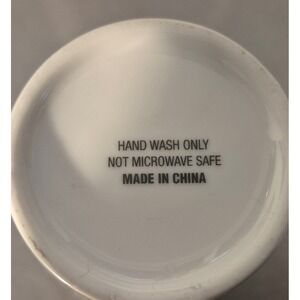 HAND WASH ONLY
NOT MICROWAVE SAFE
MADE IN CHINA